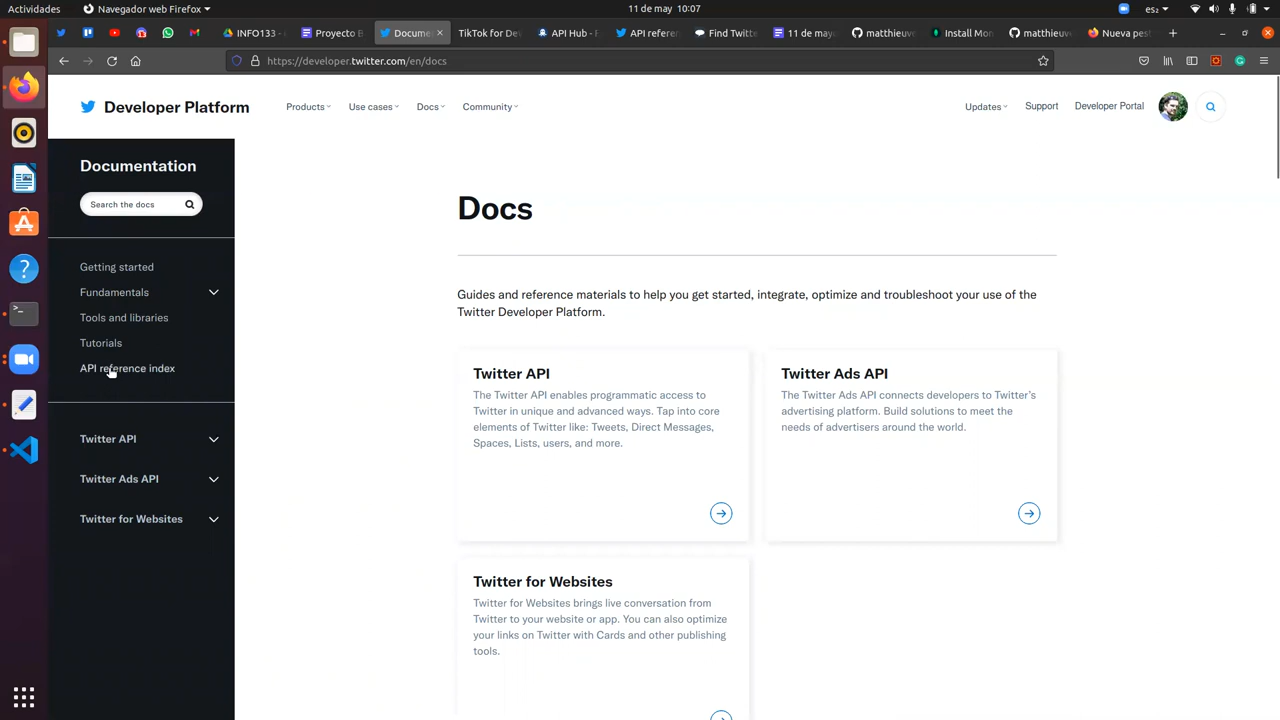 Actividades
Navegador web Firefox
11 de may 10:07
es₂
INFO133 -
Proyecto
Docume
TikTok for De
API Hub -
API refere
Find Twitte
11 de may
matthieuv
Install Mon
matthieuv
Nueva pest
https://developer.twitter.com/en/docs
Developer Platform
Products
Use cases
Docs
Community
Updates
Support
Developer Portal
Documentation
Search the docs
Getting started
Fundamentals
Tools and libraries
Tutorials
API reference index
Twitter API
Twitter Ads API
Twitter for Websites
Docs
Guides and reference materials to help you get started, integrate, optimize and troubleshoot your use of the
Twitter Developer Platform.
Twitter API
The Twitter API enables programmatic access to
Twitter in unique and advanced ways. Tap into core
elements of Twitter like: Tweets, Direct Messages,
Spaces, Lists, users, and more.
Twitter Ads API
The Twitter Ads API connects developers to Twitter's
advertising platform. Build solutions to meet the
needs of advertisers around the world.
Twitter for Websites
Twitter for Websites brings live conversation from
Twitter to your website or app. You can also optimize
your links on Twitter with Cards and other publishing
tools.